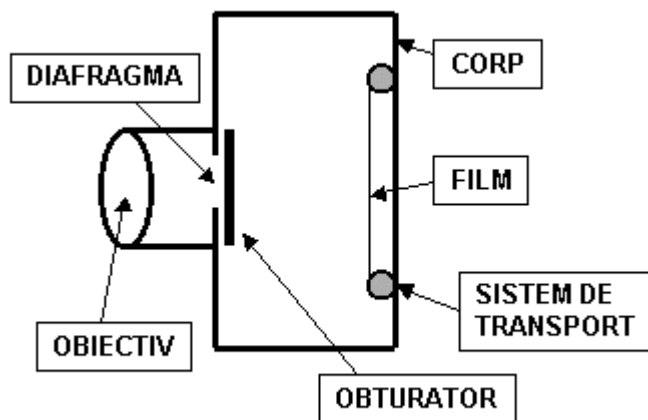 DIAFRAGMA
CORP
FILM
SISTEM DE
TRANSPORT
OBIECTIV
OBTURATOR